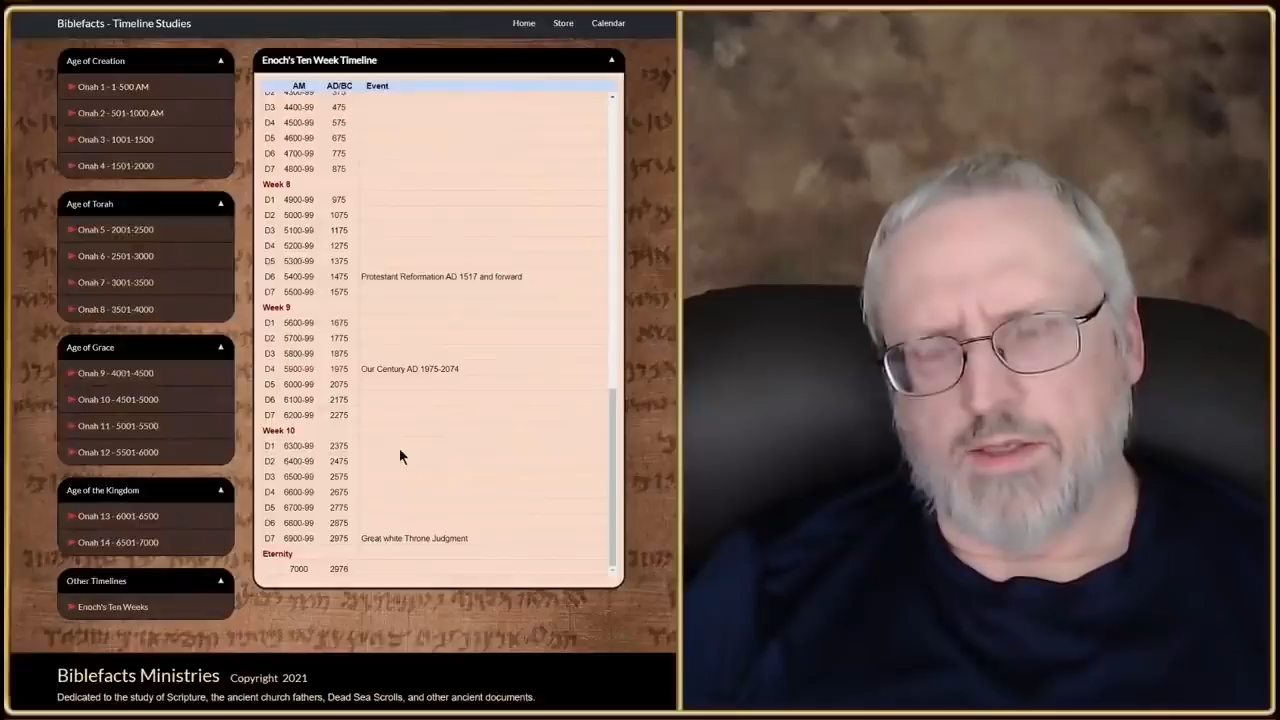 Biblefacts - Timeline Studies
Home Store Calendar
Age of Creation ▲
Onah 1 - 1-500 AM
Onah 2 - 501-1000 AM
Onah 3 - 1001-1500
Onah 4 - 1501-2000
Age of Torah ▲
Onah 5 - 2001-2500
Onah 6 - 2501-3000
Onah 7 - 3001-3500
Onah 8 - 3501-4000
Age of Grace ▲
Onah 9 - 4001-4500
Onah 10 - 4501-5000
Onah 11 - 5001-5500
Onah 12 - 5501-6000
Age of the Kingdom ▲
Onah 13 - 6001-6500
Onah 14 - 6501-7000
Other Timelines ▲
Enoch's Ten Weeks
Enoch's Ten Week Timeline ▲
AM AD/BC Event
D2 4300-99 375
D3 4400-99 475
D4 4500-99 575
D5 4600-99 675
D6 4700-99 775
D7 4800-99 875
Week 8
D1 4900-99 975
D2 5000-99 1075
D3 5100-99 1175
D4 5200-99 1275
D5 5300-99 1375
D6 5400-99 1475 Protestant Reformation AD 1517 and forward
D7 5500-99 1575
Week 9
D1 5600-99 1675
D2 5700-99 1775
D3 5800-99 1875
D4 5900-99 1975 Our Century AD 1975-2074
D5 6000-99 2075
D6 6100-99 2175
D7 6200-99 2275
Week 10
D1 6300-99 2375
D2 6400-99 2475
D3 6500-99 2575
D4 6600-99 2675
D5 6700-99 2775
D6 6800-99 2875
D7 6900-99 2975 Great white Throne Judgment
Eternity
7000 2976
Biblefacts Ministries Copyright 2021
Dedicated to the study of Scripture, the ancient church fathers, Dead Sea Scrolls, and other ancient documents.